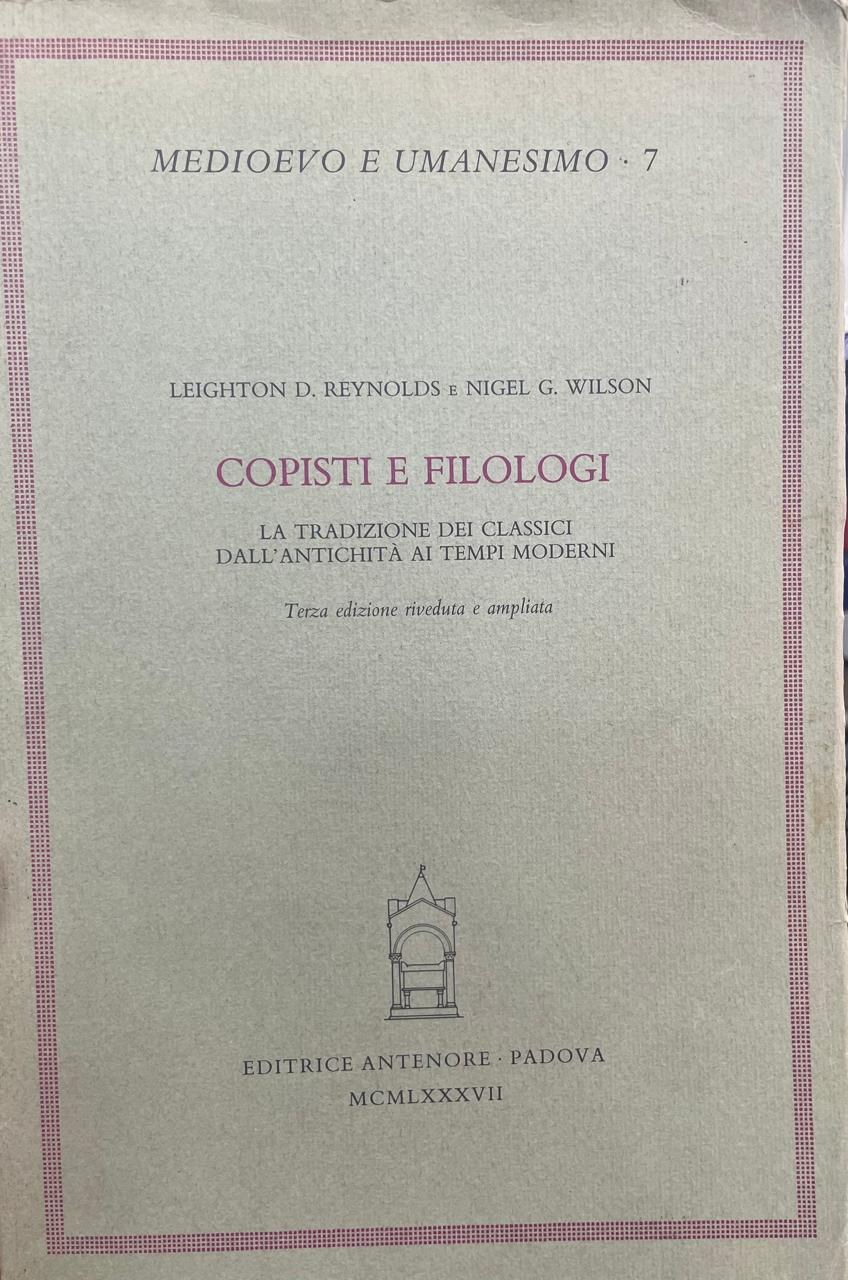 MEDIOEVO E UMANESIMO · 7
LEIGHTON D. REYNOLDS E NIGEL G. WILSON
COPISTI E FILOLOGI
LA TRADIZIONE DEI CLASSICI
DALL'ANTICHITÀ AI TEMPI MODERNI
Terza edizione riveduta e ampliata
EDITRICE ANTENORE · PADOVA
MCMLXXXVII